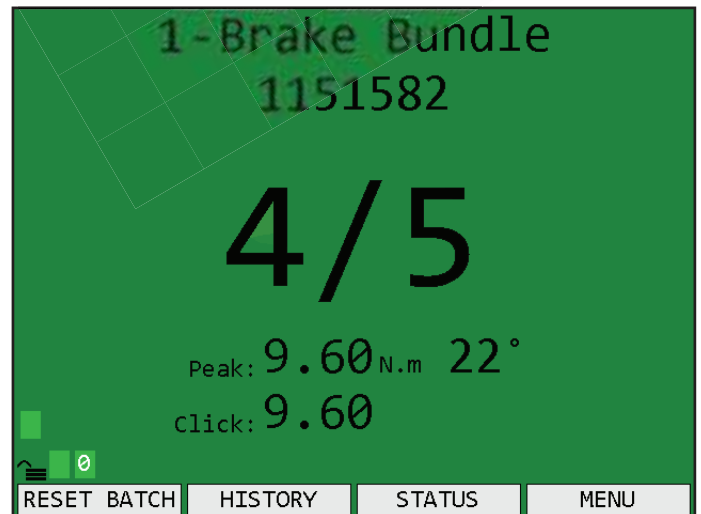 1-Brake Bundle
1151582
4/5
Peak: 9.60 N.m 22°
Click: 9.60
0
RESET BATCH HISTORY STATUS MENU